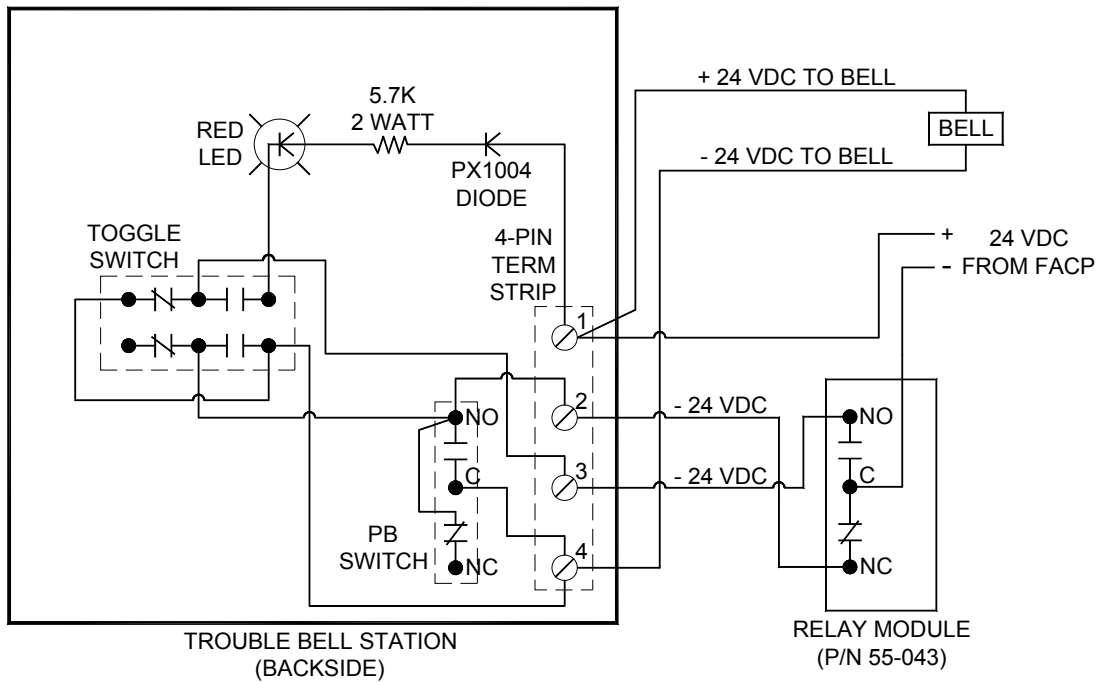 + 24 VDC TO BELL
BELL
- 24 VDC TO BELL
5.7K
2 WATT
RED
LED
PX1004
DIODE
TOGGLE
SWITCH
4-PIN
TERM
STRIP
+ 24 VDC
- FROM FACP
1
2
- 24 VDC
3
- 24 VDC
4
NO
C
NC
PB
SWITCH
NO
C
NC
TROUBLE BELL STATION
(BACKSIDE)
RELAY MODULE
(P/N 55-043)